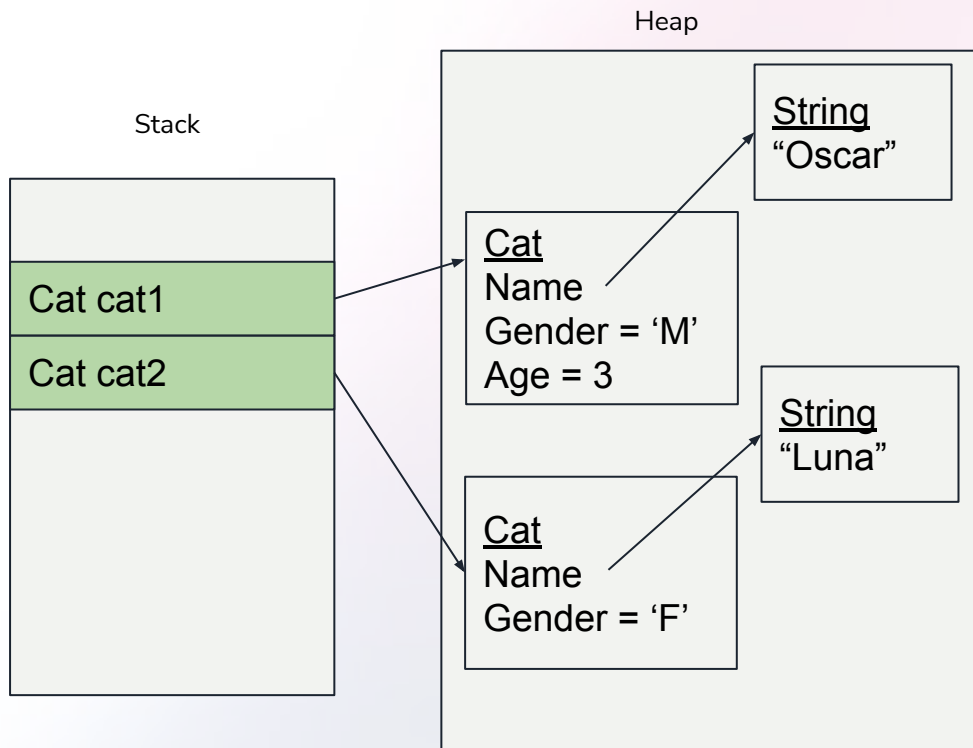 Heap
Stack
String
“Oscar”
Cat
Name
Gender = ‘M’
Age = 3
Cat cat1
Cat cat2
String
“Luna”
Cat
Name
Gender = ‘F’